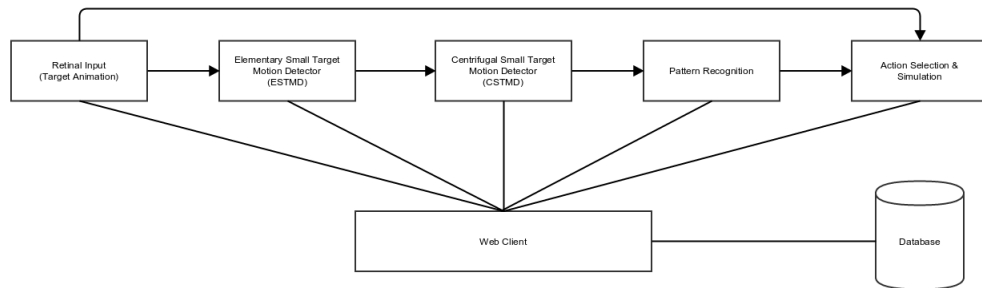 Retinal Input
(Target Animation)
Elementary Small Target
Motion Detector
(ESTMD)
Centrifugal Small Target
Motion Detector
(CSTMD)
Pattern Recognition
Action Selection &
Simulation
Web Client
Database